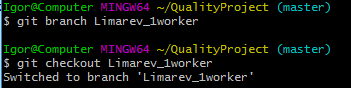 Igor@Computer MINGW64 ~/QualityProject (master)
$ git branch Limarev_1worker
Igor@Computer MINGW64 ~/QualityProject (master)
$ git checkout Limarev_1worker
Switched to branch 'Limarev_1worker'